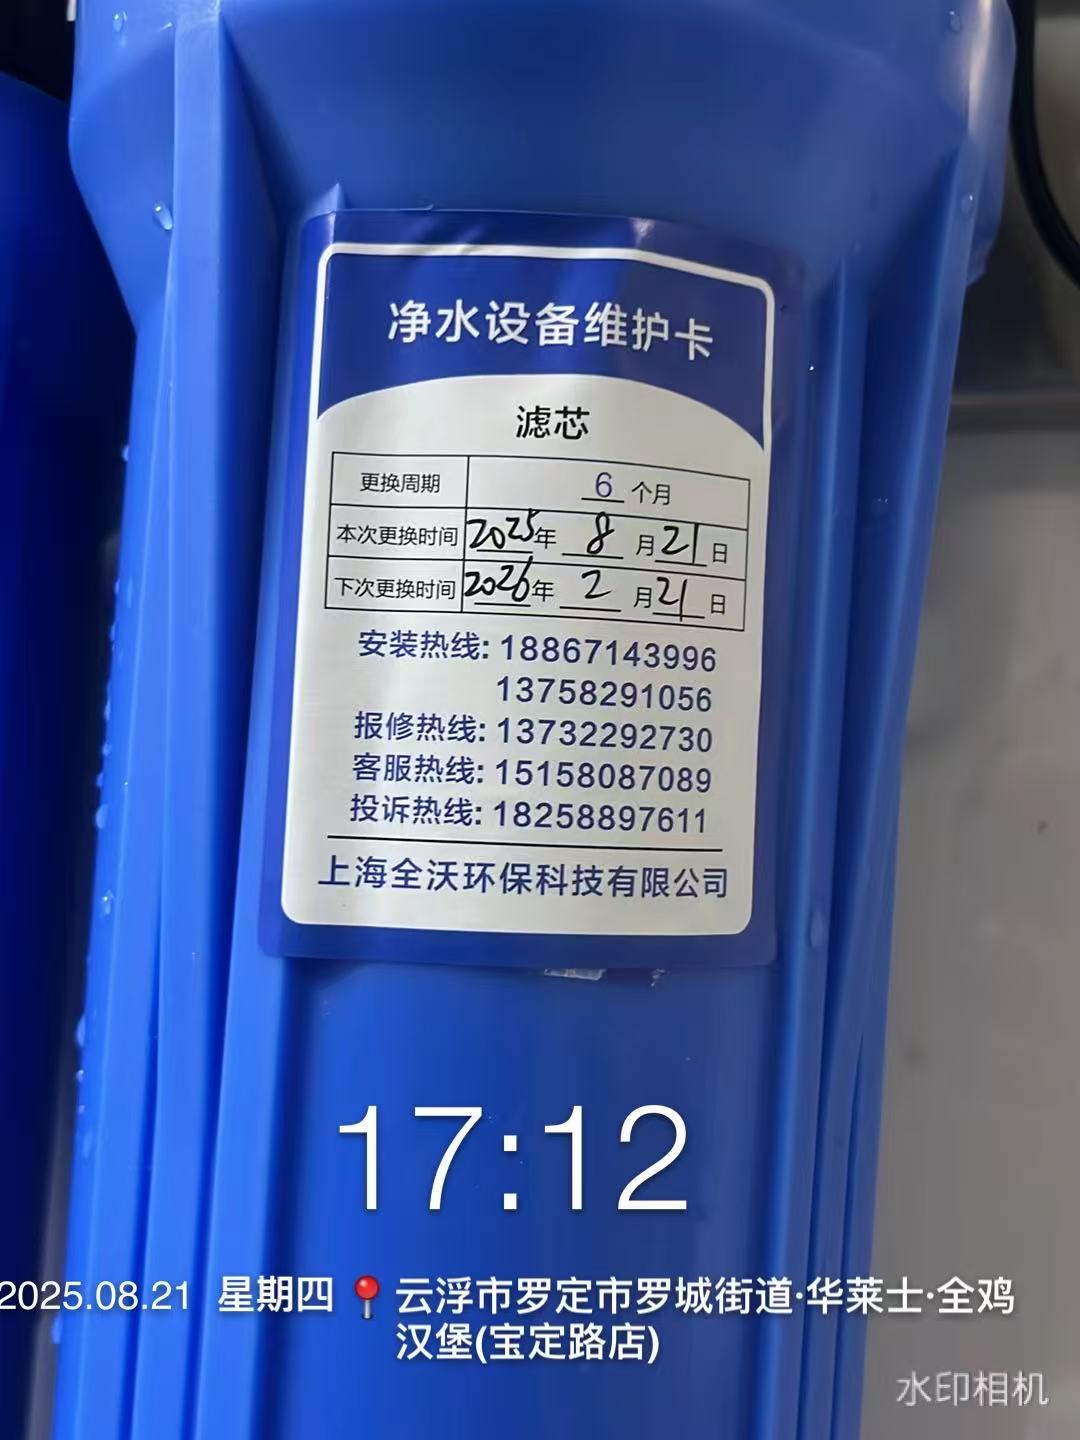 净水设备维护卡
滤芯
更换周期 6 个月
本次更换时间 2025年 8 月 21 日
下次更换时间 2026年 2 月 21 日
安装热线: 18867143996
13758291056
报修热线: 13732292730
客服热线: 15158087089
投诉热线: 18258897611
上海全沃环保科技有限公司
17:12
2025.08.21 星期四 云浮市罗定市罗城街道·华莱士·全鸡
汉堡(宝定路店)
水印相机